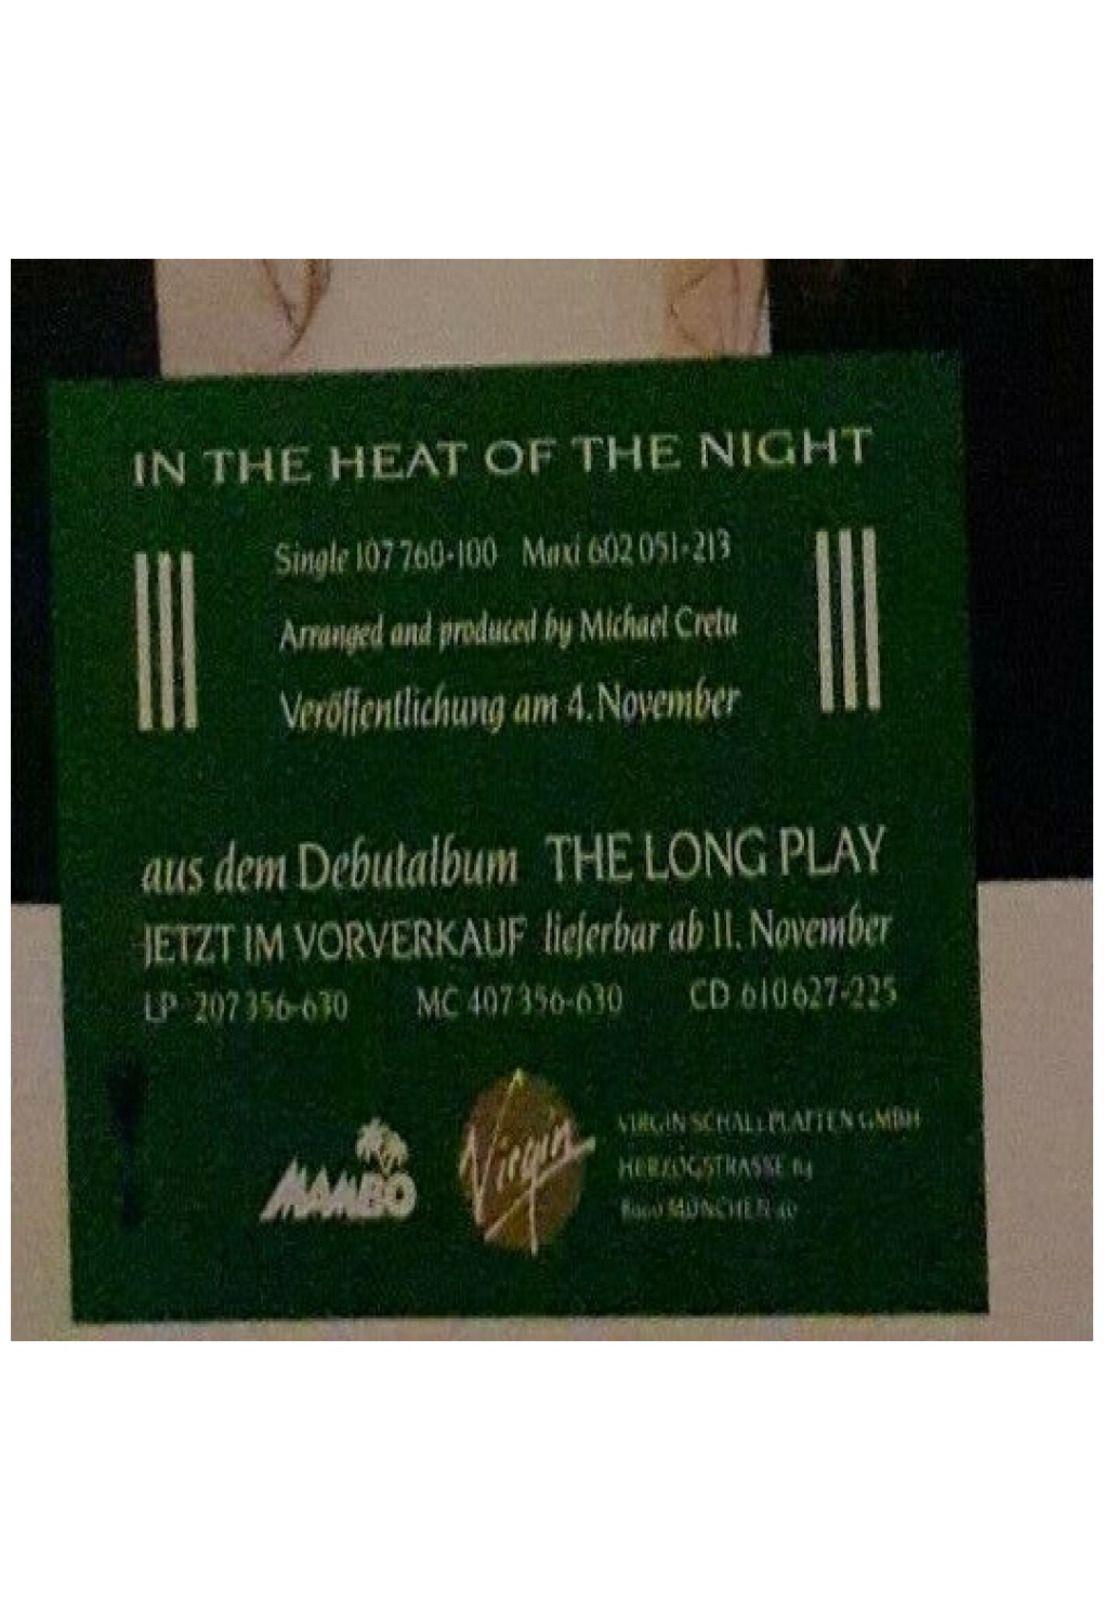 IN THE HEAT OF THE NIGHT
Single 107 760-100 Maxi 602 051-213
Arranged and produced by Michael Cretu
Veröffentlichung am 4. November
aus dem Debutalbum THE LONG PLAY
JETZT IM VORVERKAUF lieferbar ab 11. November
LP 207 356-630 MC 407 356-630 CD 610 627-225
MAMBO
Virgin
VIRGIN SCHALLPLATTEN GMBH
HERZOGSTRASSE
8000 MÜNCHEN 40